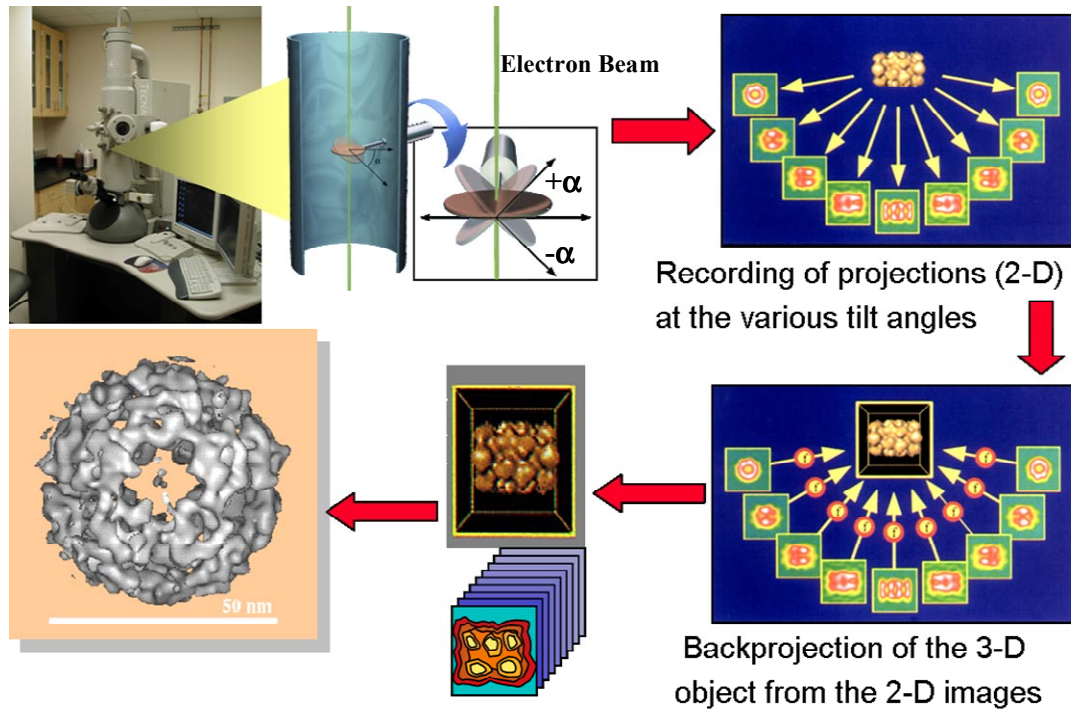 Electron Beam
α
+α
-α
Recording of projections (2-D)
at the various tilt angles
f f
f f
f f f f f
Backprojection of the 3-D
object from the 2-D images
50 nm